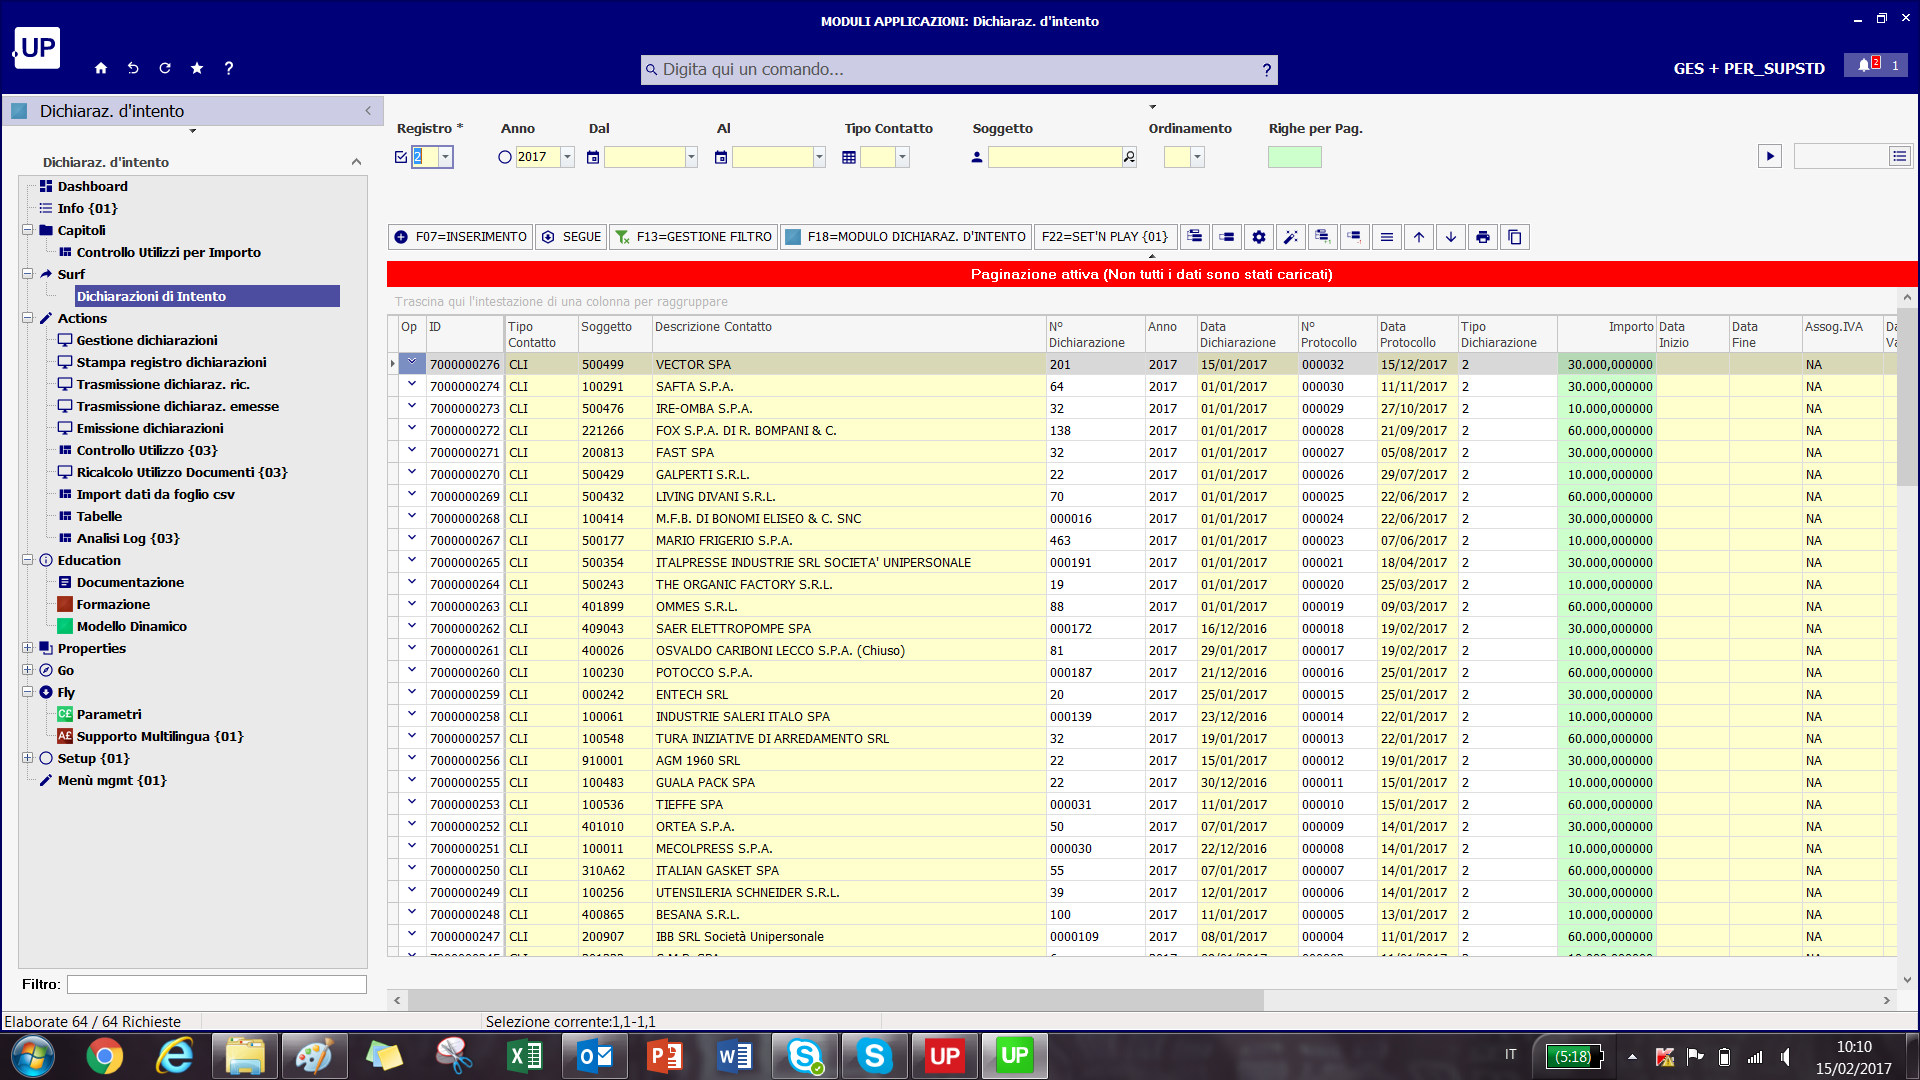 MODULI APPLICAZIONI: Dichiaraz. d'intento
.UP
Digita qui un comando... ?
GES + PER_SUPSTD 2 1
Dichiaraz. d'intento
Registro * Anno Dal Al Tipo Contatto Soggetto Ordinamento Righe per Pag.
2 2017
Dichiaraz. d'intento
Dashboard
Info {01}
Capitoli
Controllo Utilizzi per Importo
Surf
Dichiarazioni di Intento
Actions
Gestione dichiarazioni
Stampa registro dichiarazioni
Trasmissione dichiaraz. ric.
Trasmissione dichiaraz. emesse
Emissione dichiarazioni
Controllo Utilizzo {03}
Ricalcolo Utilizzo Documenti {03}
Import dati da foglio csv
Tabelle
Analisi Log {03}
Education
Documentazione
Formazione
Modello Dinamico
Properties
Go
Fly
C£ Parametri
A£ Supporto Multilingua {01}
Setup {01}
Menù mgmt {01}
Filtro:
F07=INSERIMENTO SEGUE F13=GESTIONE FILTRO F18=MODULO DICHIARAZ. D'INTENTO F22=SET'N PLAY {01}
Paginazione attiva (Non tutti i dati sono stati caricati)
Trascina qui l'intestazione di una colonna per raggruppare
Op ID Tipo Contatto Soggetto Descrizione Contatto N° Dichiarazione Anno Data Dichiarazione N° Protocollo Data Protocollo Tipo Dichiarazione Importo Data Inizio Data Fine Assog.IVA Da Va
7000000276 CLI 500499 VECTOR SPA 201 2017 15/01/2017 000032 15/12/2017 2 30.000,000000 NA
7000000274 CLI 100291 SAFTA S.P.A. 64 2017 01/01/2017 000030 11/11/2017 2 30.000,000000 NA
7000000273 CLI 500476 IRE-OMBA S.P.A. 32 2017 01/01/2017 000029 27/10/2017 2 10.000,000000 NA
7000000272 CLI 221266 FOX S.P.A. DI R. BOMPANI & C. 138 2017 01/01/2017 000028 21/09/2017 2 60.000,000000 NA
7000000271 CLI 200813 FAST SPA 32 2017 01/01/2017 000027 05/08/2017 2 30.000,000000 NA
7000000270 CLI 500429 GALPERTI S.R.L. 22 2017 01/01/2017 000026 29/07/2017 2 10.000,000000 NA
7000000269 CLI 500432 LIVING DIVANI S.R.L. 70 2017 01/01/2017 000025 22/06/2017 2 60.000,000000 NA
7000000268 CLI 100414 M.F.B. DI BONOMI ELISEO & C. SNC 000016 2017 01/01/2017 000024 22/06/2017 2 30.000,000000 NA
7000000267 CLI 500177 MARIO FRIGERIO S.P.A. 463 2017 01/01/2017 000023 07/06/2017 2 10.000,000000 NA
7000000265 CLI 500354 ITALPRESSE INDUSTRIE SRL SOCIETA' UNIPERSONALE 000191 2017 01/01/2017 000021 18/04/2017 2 30.000,000000 NA
7000000264 CLI 500243 THE ORGANIC FACTORY S.R.L. 19 2017 01/01/2017 000020 25/03/2017 2 10.000,000000 NA
7000000263 CLI 401899 OMMES S.R.L. 88 2017 01/01/2017 000019 09/03/2017 2 60.000,000000 NA
7000000262 CLI 409043 SAER ELETTROPOMPE SPA 000172 2017 16/12/2016 000018 19/02/2017 2 30.000,000000 NA
7000000261 CLI 400026 OSVALDO CARIBONI LECCO S.P.A. (Chiuso) 81 2017 29/01/2017 000017 19/02/2017 2 10.000,000000 NA
7000000260 CLI 100230 POTOCCO S.P.A. 000187 2017 21/12/2016 000016 25/01/2017 2 60.000,000000 NA
7000000259 CLI 000242 ENTECH SRL 20 2017 25/01/2017 000015 25/01/2017 2 30.000,000000 NA
7000000258 CLI 100061 INDUSTRIE SALERI ITALO SPA 000139 2017 23/12/2016 000014 22/01/2017 2 10.000,000000 NA
7000000257 CLI 100548 TURA INIZIATIVE DI ARREDAMENTO SRL 32 2017 19/01/2017 000013 22/01/2017 2 60.000,000000 NA
7000000256 CLI 910001 AGM 1960 SRL 22 2017 15/01/2017 000012 19/01/2017 2 30.000,000000 NA
7000000255 CLI 100483 GUALA PACK SPA 22 2017 30/12/2016 000011 15/01/2017 2 10.000,000000 NA
7000000253 CLI 100536 TIEFFE SPA 000031 2017 11/01/2017 000010 15/01/2017 2 60.000,000000 NA
7000000252 CLI 401010 ORTEA S.P.A. 50 2017 07/01/2017 000009 14/01/2017 2 30.000,000000 NA
7000000251 CLI 100011 MECOLPRESS S.P.A. 000030 2017 22/12/2016 000008 14/01/2017 2 10.000,000000 NA
7000000250 CLI 310A62 ITALIAN GASKET SPA 55 2017 07/01/2017 000007 14/01/2017 2 60.000,000000 NA
7000000249 CLI 100256 UTENSILERIA SCHNEIDER S.R.L. 39 2017 12/01/2017 000006 14/01/2017 2 30.000,000000 NA
7000000248 CLI 400865 BESANA S.R.L. 100 2017 11/01/2017 000005 13/01/2017 2 10.000,000000 NA
7000000247 CLI 200907 IBB SRL Società Unipersonale 0000109 2017 08/01/2017 000004 11/01/2017 2 60.000,000000 NA
Elaborate 64 / 64 Richieste Selezione corrente:1,1-1,1
UP UP
IT (5:18) 10:10
15/02/2017